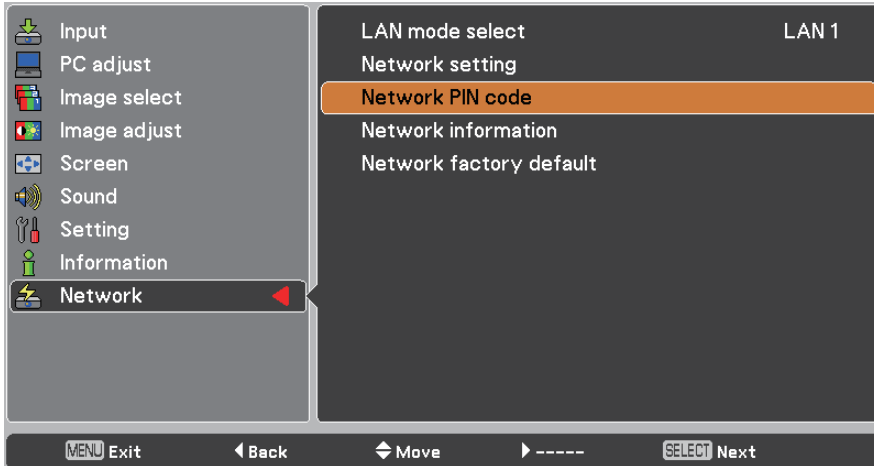 Input
PC adjust
Image select
Image adjust
Screen
Sound
Setting
Information
Network
LAN mode select LAN 1
Network setting
Network PIN code
Network information
Network factory default
MENU Exit Back Move ----- SELECT Next